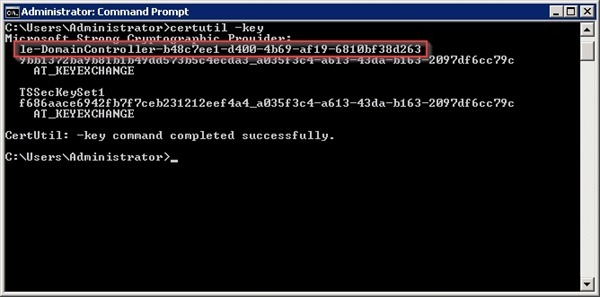 Administrator: Command Prompt
C:\Users\Administrator>certutil -key
Microsoft Strong Cryptographic Provider:
le-DomainController-b48c7ee1-d400-4b69-af19-6810bf38d263
9bb1372ba9b81b1b49dd573b5c4ecda_a035f3c4-a613-43da-b163-2097df6cc79c
AT_KEYEXCHANGE
TSSecKeySet1
f686aace6942fb7f7ceb231212eef4a4_a035f3c4-a613-43da-b163-2097df6cc79c
AT_KEYEXCHANGE
CertUtil: -key command completed successfully.
C:\Users\Administrator>_